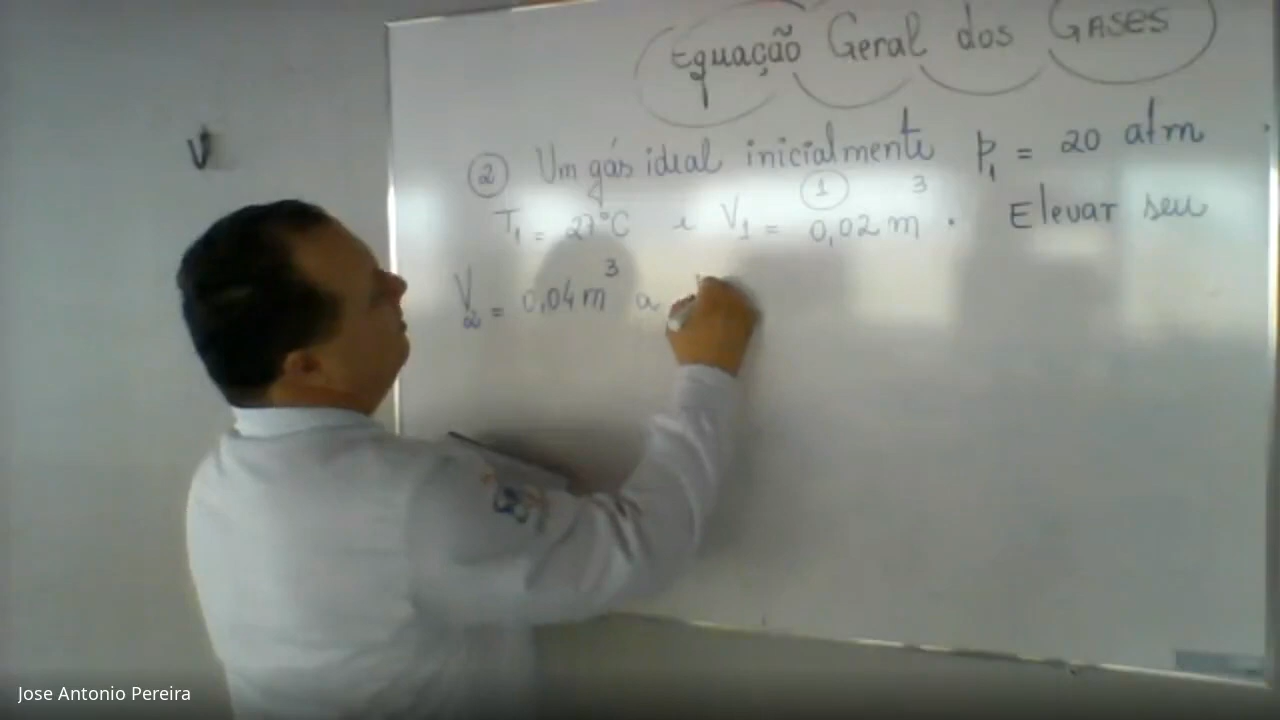 Equação Geral dos GASES
② Um gás ideal inicialmente P₁ = 20 atm
①
T₁ = 27°C e V₁ = 0,02 m³. Elevar seu
V₂ = 0,04 m³ a
Jose Antonio Pereira